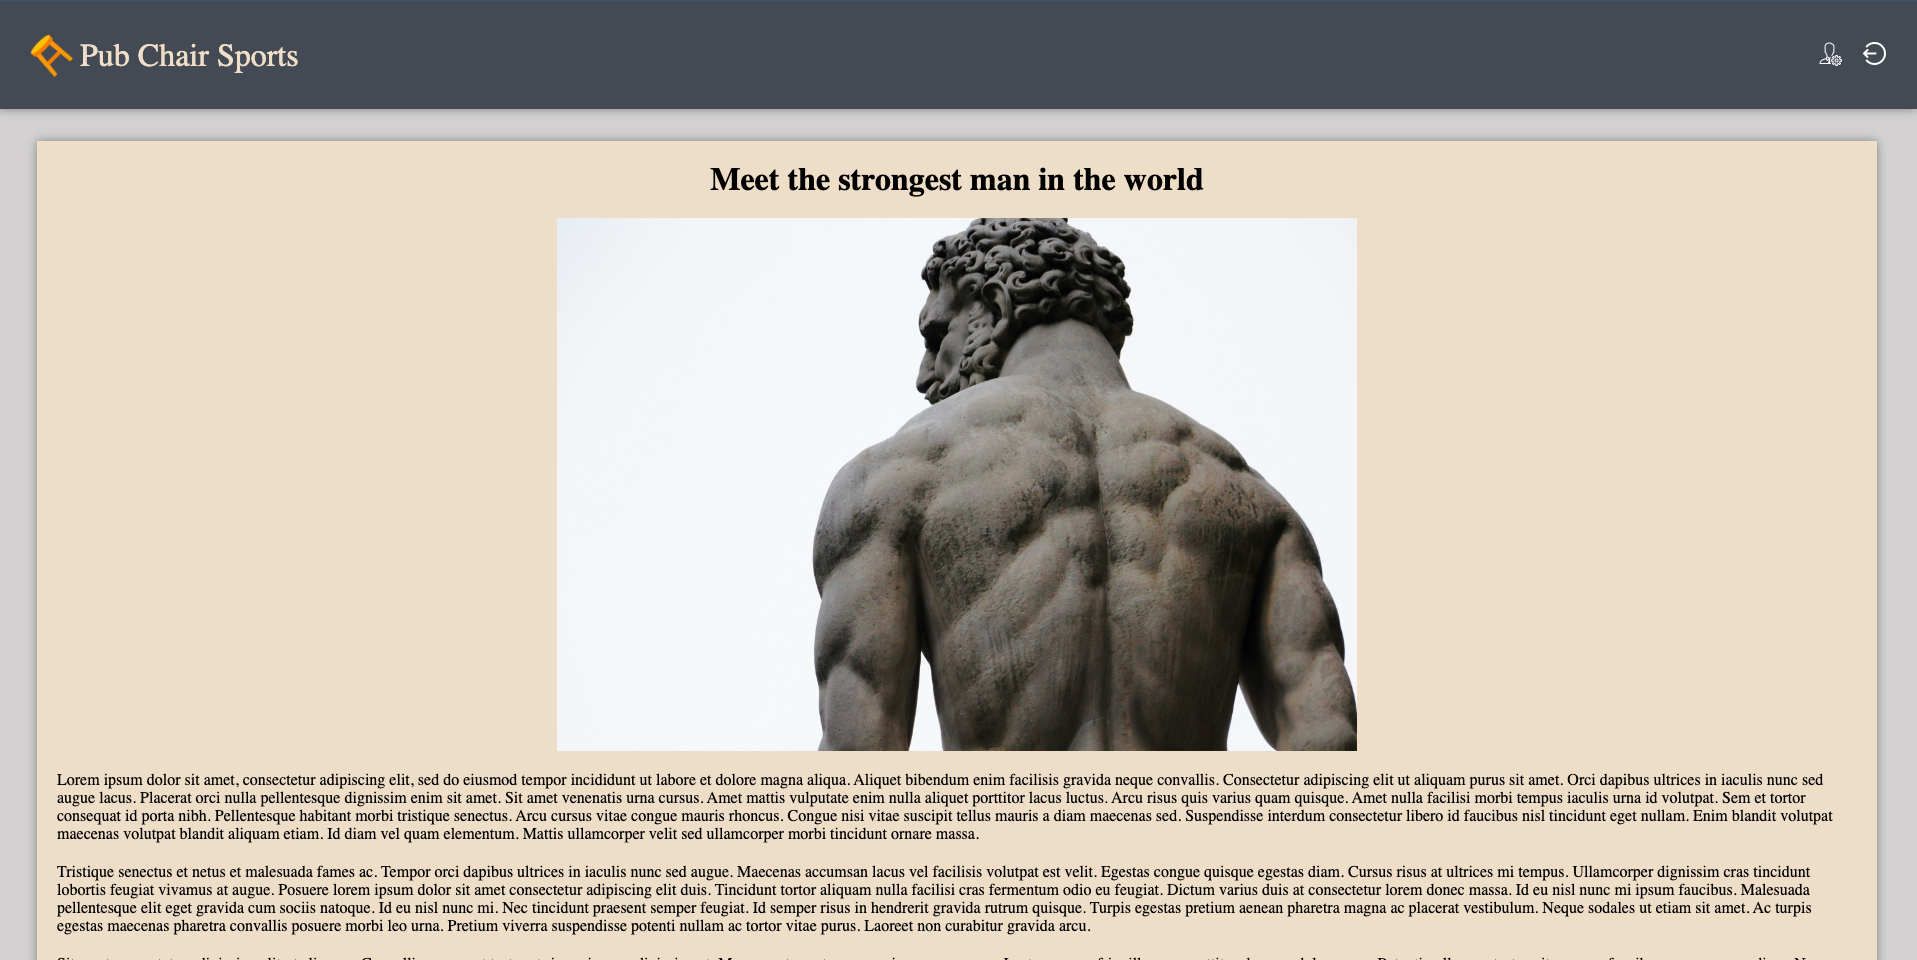 Pub Chair Sports
Meet the strongest man in the world
Lorem ipsum dolor sit amet, consectetur adipiscing elit, sed do eiusmod tempor incididunt ut labore et dolore magna aliqua. Aliquet bibendum enim facilisis gravida neque convallis. Consectetur adipiscing elit ut aliquam purus sit amet. Orci dapibus ultrices in iaculis nunc sed
augue lacus. Placerat orci nulla pellentesque dignissim enim sit amet. Sit amet venenatis urna cursus. Amet mattis vulputate enim nulla aliquet porttitor lacus luctus. Arcu risus quis varius quam quisque. Amet nulla facilisi morbi tempus iaculis urna id volutpat. Sem et tortor
consequat id porta nibh. Pellentesque habitant morbi tristique senectus. Arcu cursus vitae congue mauris rhoncus. Congue nisi vitae suscipit tellus mauris a diam maecenas sed. Suspendisse interdum consectetur libero id faucibus nisl tincidunt eget nullam. Enim blandit volutpat
maecenas volutpat blandit aliquam etiam. Id diam vel quam elementum. Mattis ullamcorper velit sed ullamcorper morbi tincidunt ornare massa.
Tristique senectus et netus et malesuada fames ac. Tempor orci dapibus ultrices in iaculis nunc sed augue. Maecenas accumsan lacus vel facilisis volutpat est velit. Egestas congue quisque egestas diam. Cursus risus at ultrices mi tempus. Ullamcorper dignissim cras tincidunt
lobortis feugiat vivamus at augue. Posuere lorem ipsum dolor sit amet consectetur adipiscing elit duis. Tincidunt tortor aliquam nulla facilisi cras fermentum odio eu feugiat. Dictum varius duis at consectetur lorem donec massa. Id eu nisl nunc mi ipsum faucibus. Malesuada
pellentesque elit eget gravida cum sociis natoque. Id eu nisl nunc mi. Nec tincidunt praesent semper feugiat. Id semper risus in hendrerit gravida rutrum quisque. Turpis egestas pretium aenean pharetra magna ac placerat vestibulum. Neque sodales ut etiam sit amet. Ac turpis
egestas maecenas pharetra convallis posuere morbi leo urna. Pretium viverra suspendisse potenti nullam ac tortor vitae purus. Laoreet non curabitur gravida arcu.